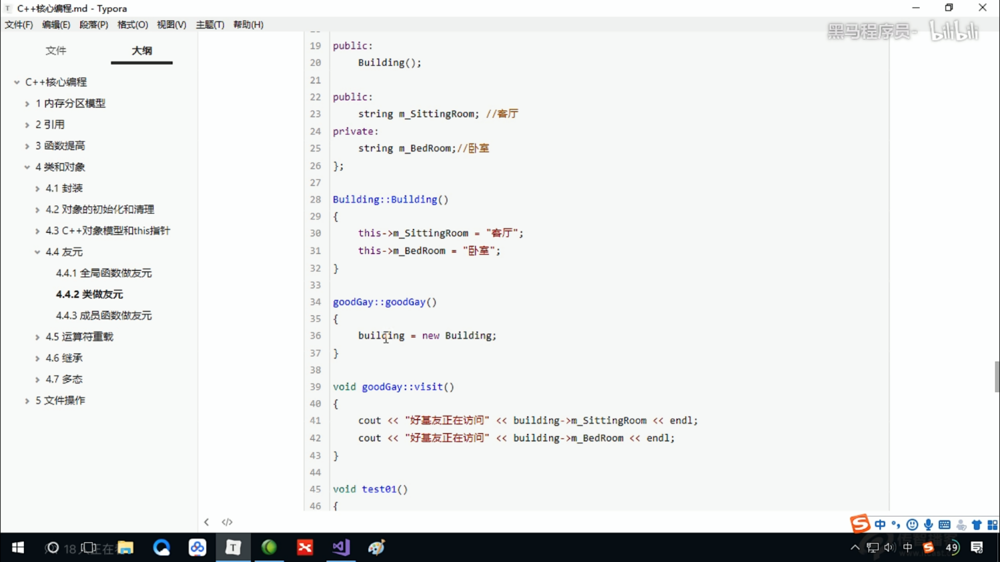 C++核心编程.md - Typora
文件(F) 编辑(E) 段落(P) 格式(O) 视图(V) 主题(T) 帮助(H)
黑马程序员- bilibili
文件 大纲
C++核心编程
1 内存分区模型
2 引用
3 函数提高
4 类和对象
4.1 封装
4.2 对象的初始化和清理
4.3 C++对象模型和this指针
4.4 友元
4.4.1 全局函数做友元
4.4.2 类做友元
4.4.3 成员函数做友元
4.5 运算符重载
4.6 继承
4.7 多态
5 文件操作
19 public:
20 Building();
21
22 public:
23 string m_SittingRoom; //客厅
24 private:
25 string m_BedRoom;//卧室
26 };
27
28 Building::Building()
29 {
30 this->m_SittingRoom = "客厅";
31 this->m_BedRoom = "卧室";
32 }
33
34 goodGay::goodGay()
35 {
36 building = new Building;
37 }
38
39 void goodGay::visit()
40 {
41 cout << "好基友正在访问" << building->m_SittingRoom << endl;
42 cout << "好基友正在访问" << building->m_BedRoom << endl;
43 }
44
45 void test01()
46 {
中
18 人正在看
中 49